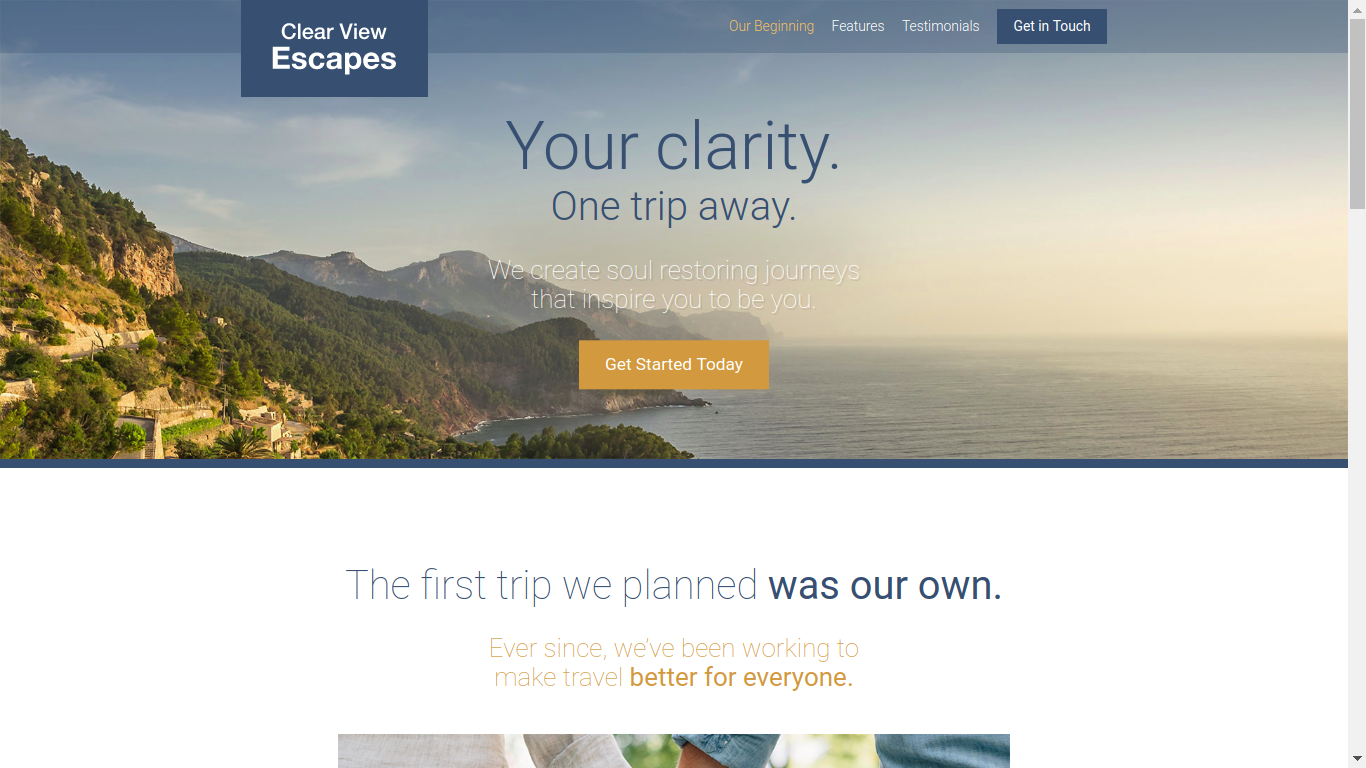 Clear View
Escapes
Our Beginning
Features
Testimonials
Get in Touch
Your clarity.
One trip away.
We create soul restoring journeys
that inspire you to be you.
Get Started Today
The first trip we planned was our own.
Ever since, we’ve been working to
make travel better for everyone.